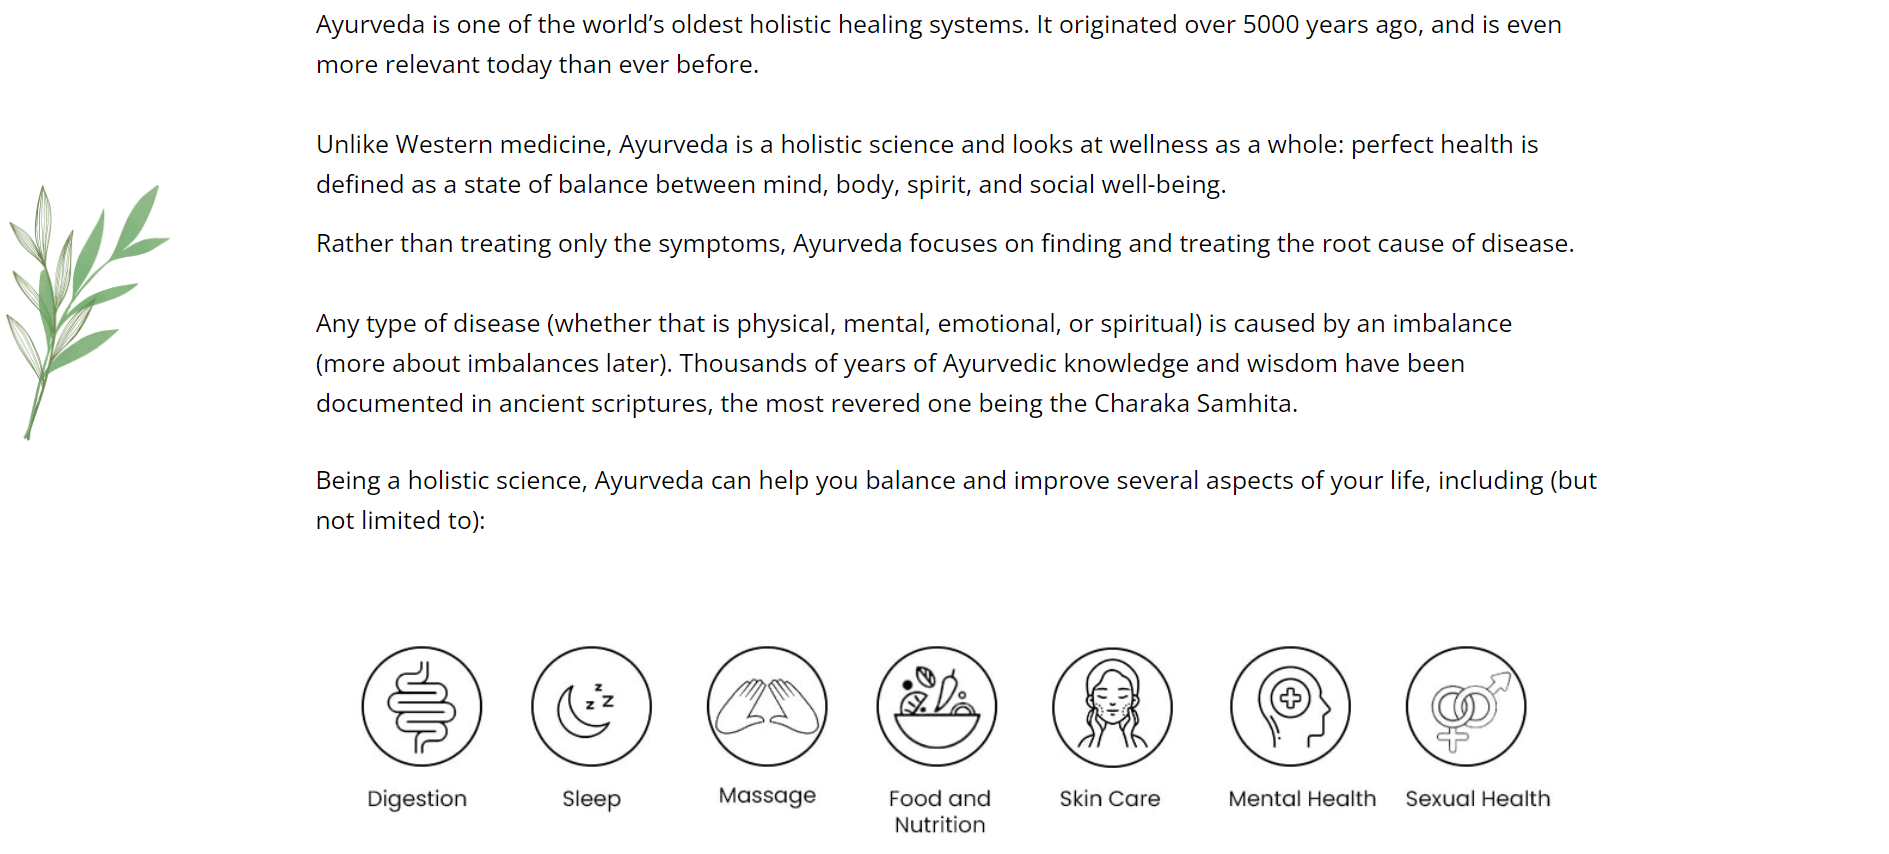 Ayurveda is one of the world’s oldest holistic healing systems. It originated over 5000 years ago, and is even
more relevant today than ever before.
Unlike Western medicine, Ayurveda is a holistic science and looks at wellness as a whole: perfect health is
defined as a state of balance between mind, body, spirit, and social well-being.
Rather than treating only the symptoms, Ayurveda focuses on finding and treating the root cause of disease.
Any type of disease (whether that is physical, mental, emotional, or spiritual) is caused by an imbalance
(more about imbalances later). Thousands of years of Ayurvedic knowledge and wisdom have been
documented in ancient scriptures, the most revered one being the Charaka Samhita.
Being a holistic science, Ayurveda can help you balance and improve several aspects of your life, including (but
not limited to):
z z z
Digestion
Sleep
Massage
Food and
Nutrition
Skin Care
Mental Health
Sexual Health